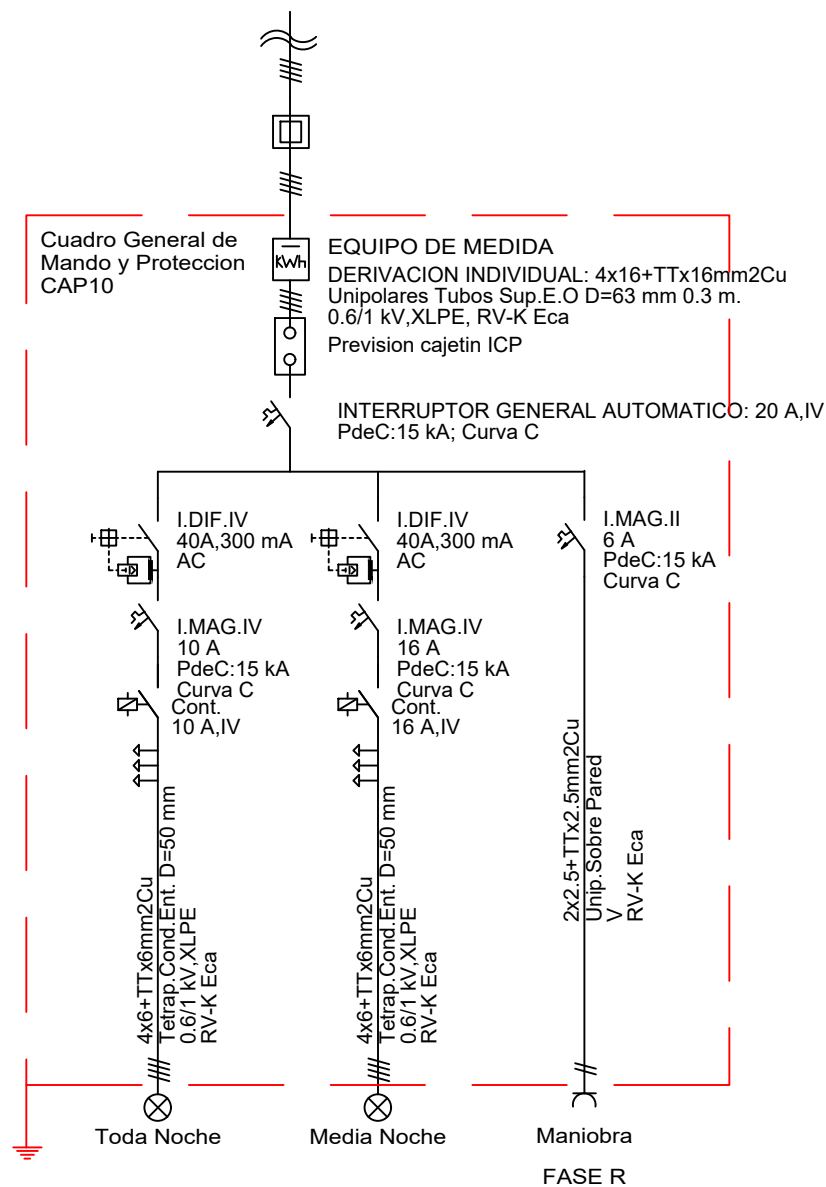 Cuadro General de
Mando y Proteccion
CAP10
KWh
EQUIPO DE MEDIDA
DERIVACION INDIVIDUAL: 4x16+TTx16mm2Cu
Unipolares Tubos Sup.E.O D=63 mm 0.3 m.
0.6/1 kV,XLPE, RV-K Eca
Prevision cajetin ICP
INTERRUPTOR GENERAL AUTOMATICO: 20 A,IV
PdeC:15 kA; Curva C
I.DIF.IV
40A,300 mA
AC
I.MAG.IV
10 A
PdeC:15 kA
Curva C
Cont.
10 A,IV
4x6+TTx6mm2Cu
Tetrap.Cond.Ent. D=50 mm
0.6/1 kV,XLPE
RV-K Eca
Toda Noche
I.DIF.IV
40A,300 mA
AC
I.MAG.IV
16 A
PdeC:15 kA
Curva C
Cont.
16 A,IV
4x6+TTx6mm2Cu
Tetrap.Cond.Ent. D=50 mm
0.6/1 kV,XLPE
RV-K Eca
Media Noche
I.MAG.II
6 A
PdeC:15 kA
Curva C
2x2.5+TTx2.5mm2Cu
Unip.Sobre Pared
V
RV-K Eca
Maniobra
FASE R